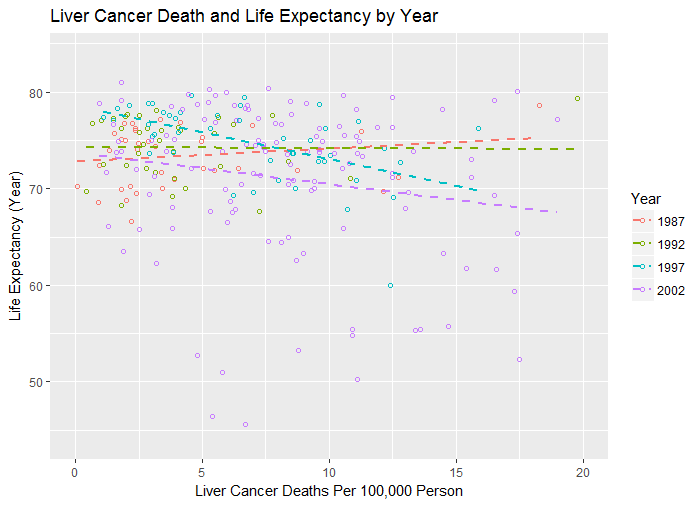 Liver Cancer Death and Life Expectancy by Year
80
70
60
50
Life Expectancy (Year)
0 5 10 15 20
Liver Cancer Deaths Per 100,000 Person
Year
1987
1992
1997
2002